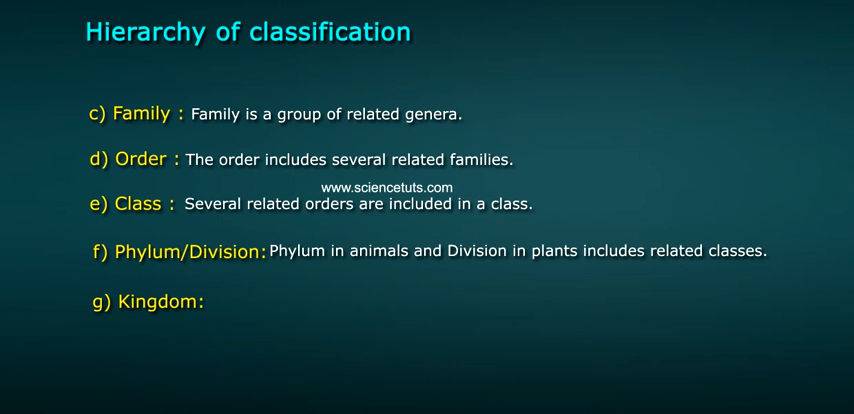 Hierarchy of classification
c) Family : Family is a group of related genera.
d) Order : The order includes several related families.
www.sciencetuts.com
e) Class : Several related orders are included in a class.
f) Phylum/Division: Phylum in animals and Division in plants includes related classes.
g) Kingdom: